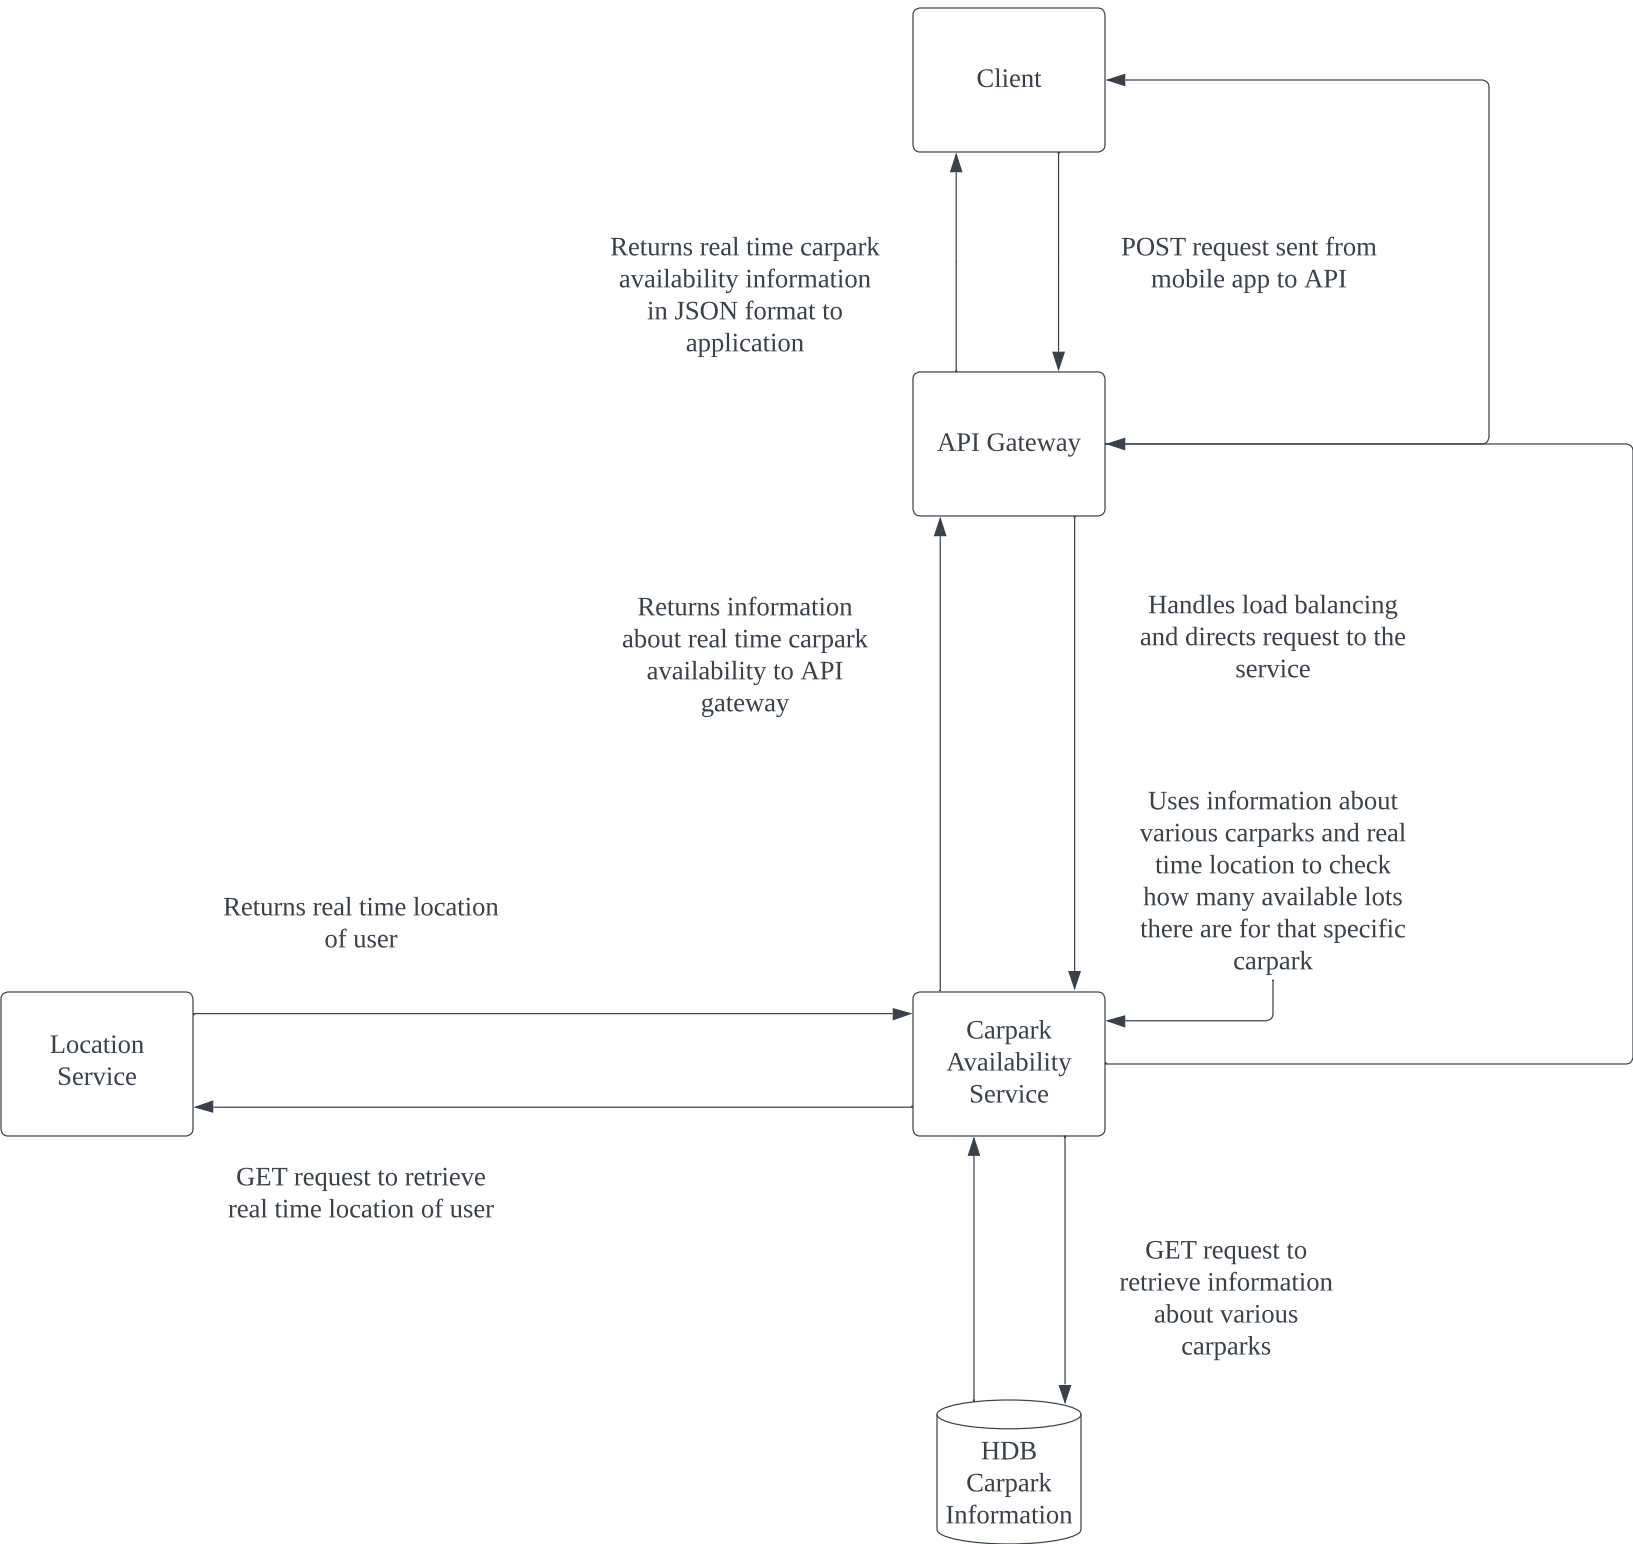 Client
Returns real time carpark
availability information
in JSON format to
application
POST request sent from
mobile app to API
API Gateway
Returns information
about real time carpark
availability to API
gateway
Handles load balancing
and directs request to the
service
Uses information about
various carparks and real
time location to check
how many available lots
there are for that specific
carpark
Returns real time location
of user
Location
Service
Carpark
Availability
Service
GET request to retrieve
real time location of user
GET request to
retrieve information
about various
carparks
HDB
Carpark
Information